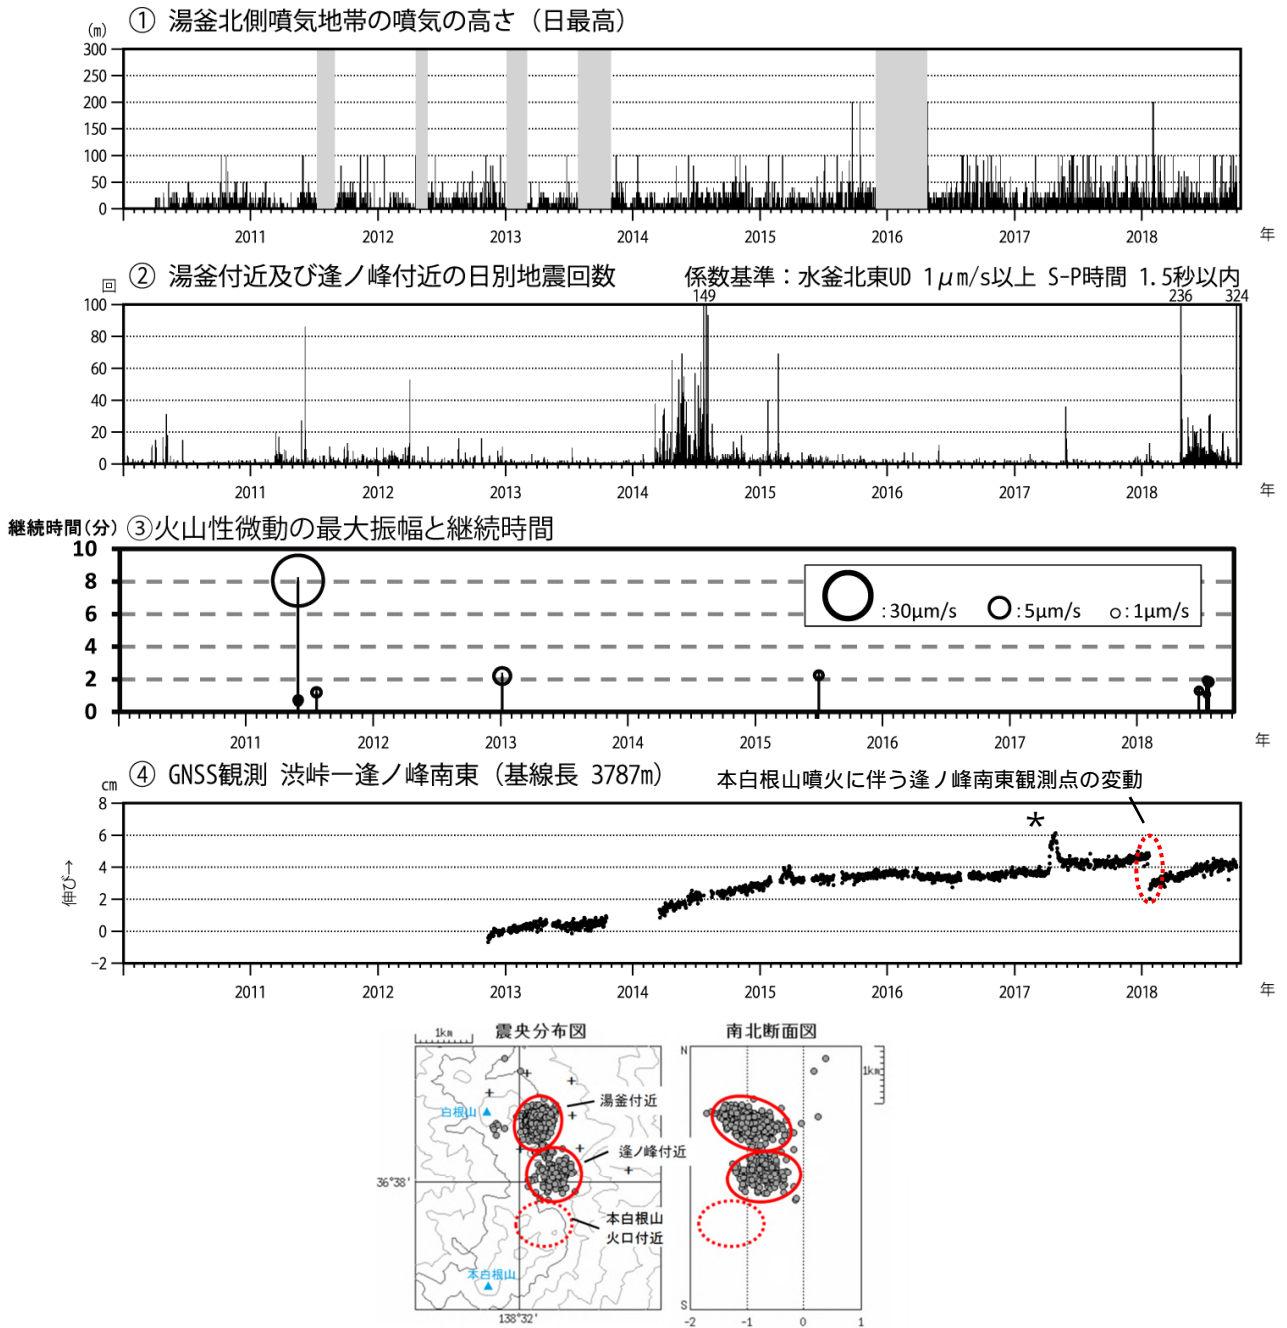 ① 湯釜北側噴気地帯の噴気の高さ（日最高）
(m)
300
250
200
150
100
50
0
2011 2012 2013 2014 2015 2016 2017 2018 年
② 湯釜付近及び逢ノ峰付近の日別地震回数 係数基準：水釜北東UD 1μm/s以上 S-P時間 1.5秒以内
回
149 236 324
100
80
60
40
20
0
2011 2012 2013 2014 2015 2016 2017 2018 年
継続時間(分) ③火山性微動の最大振幅と継続時間
10
8
6
4
2
0
:30μm/s :5μm/s :1μm/s
2011 2012 2013 2014 2015 2016 2017 2018 年
④ GNSS観測 渋峠―逢ノ峰南東（基線長 3787m） 本白根山噴火に伴う逢ノ峰南東観測点の変動
cm
8
6
4
2
0
-2
伸び→
*
2011 2012 2013 2014 2015 2016 2017 2018 年
震央分布図 南北断面図
1km
N
1km
湯釜付近
白根山
逢ノ峰付近
36°38'
本白根山
火口付近
本白根山
S
138°32'
-2 -1 0 1